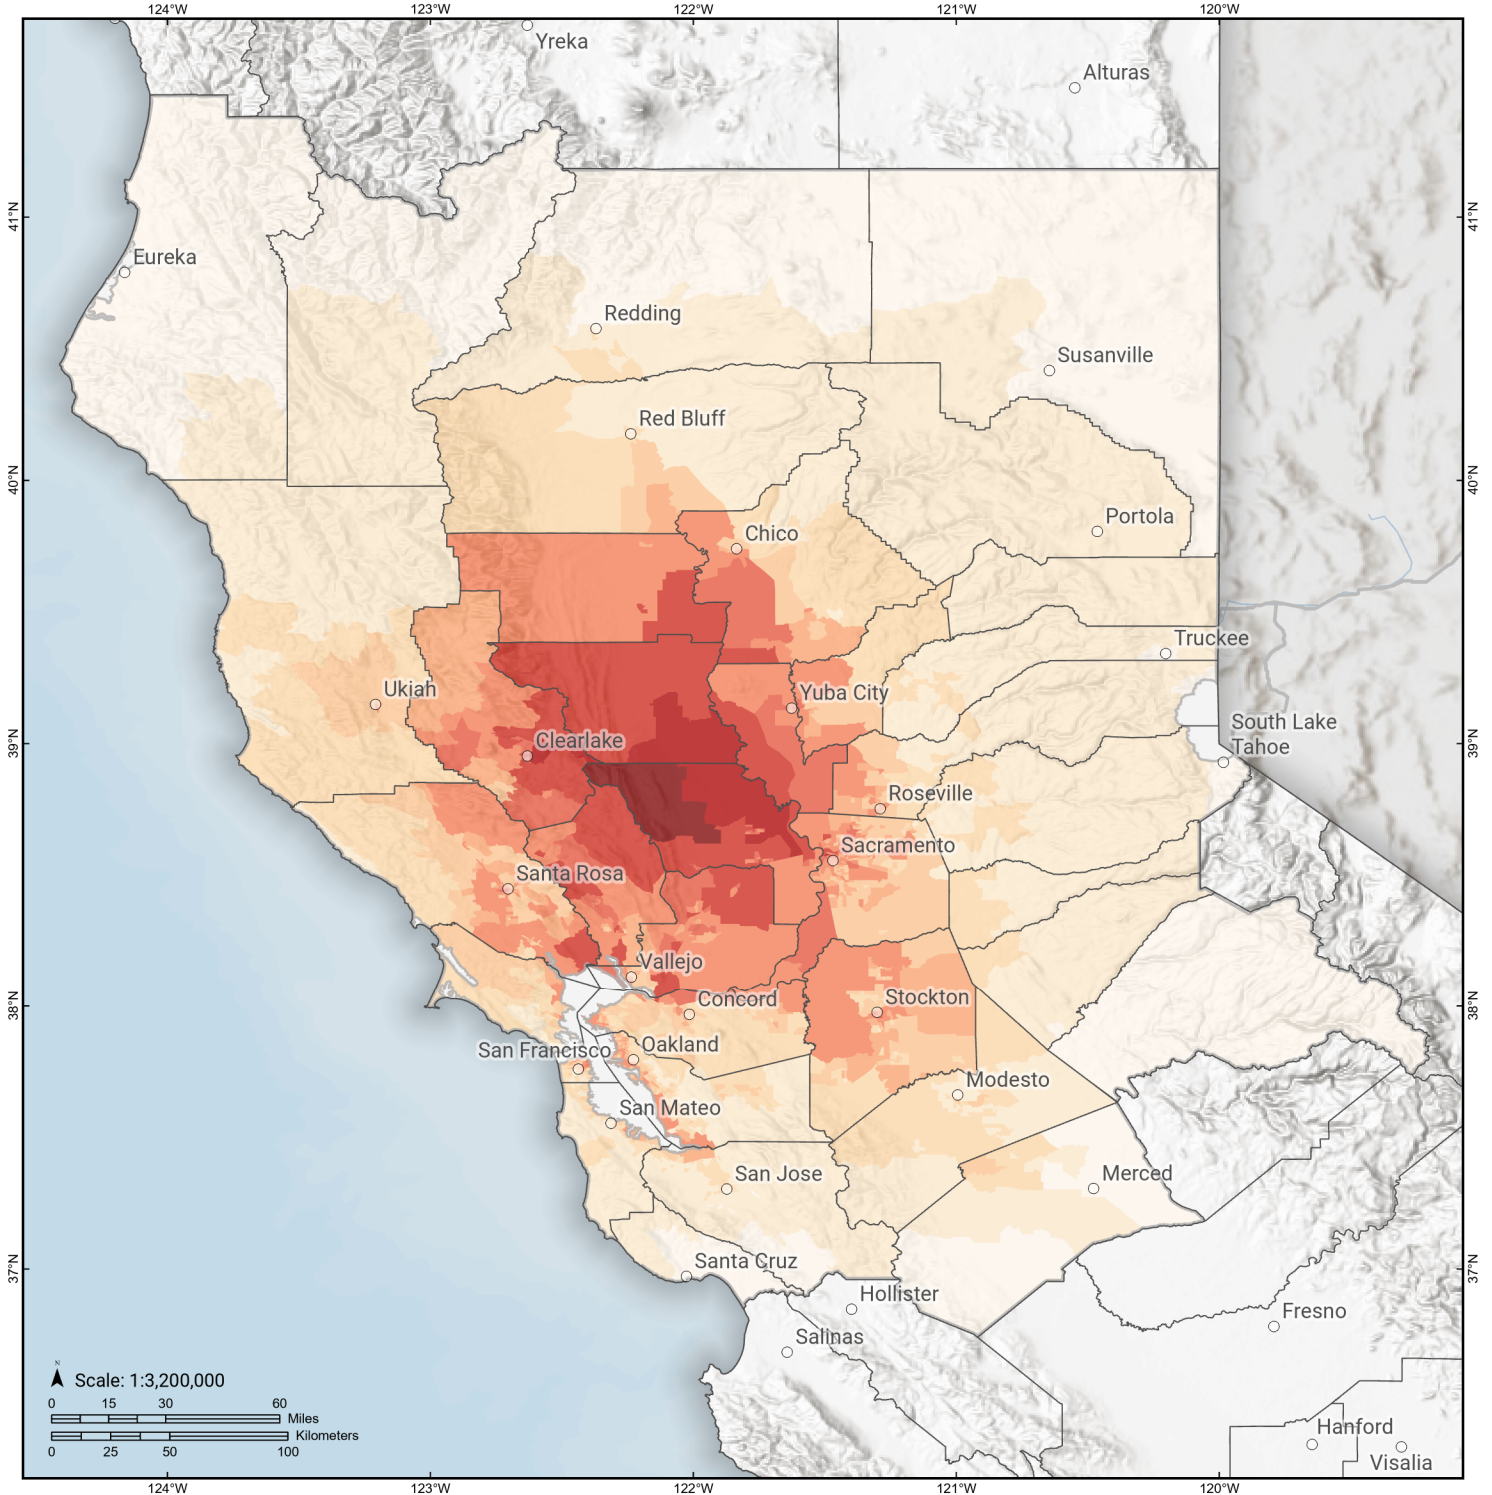 124°W
123°W
122°W
121°W
120°W
Yreka
Alturas
41°N
41°N
Eureka
Redding
Susanville
Red Bluff
40°N
40°N
Portola
Chico
Truckee
Ukiah
Yuba City
South Lake
Tahoe
39°N
39°N
Clearlake
Roseville
Sacramento
Santa Rosa
Vallejo
Concord
Stockton
38°N
38°N
San Francisco
Oakland
Modesto
San Mateo
San Jose
Merced
Santa Cruz
37°N
37°N
Hollister
Fresno
Salinas
N
Scale: 1:3,200,000
0 15 30 60
Miles
Kilometers
0 25 50 100
Hanford
Visalia
124°W
123°W
122°W
121°W
120°W